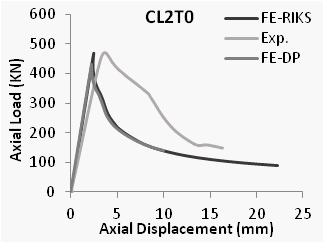 CL2T0
600
500
400
300
200
100
0
Axial Load (KN)
0 5 10 15 20 25
Axial Displacement (mm)
FE-RIKS
Exp.
FE-DP